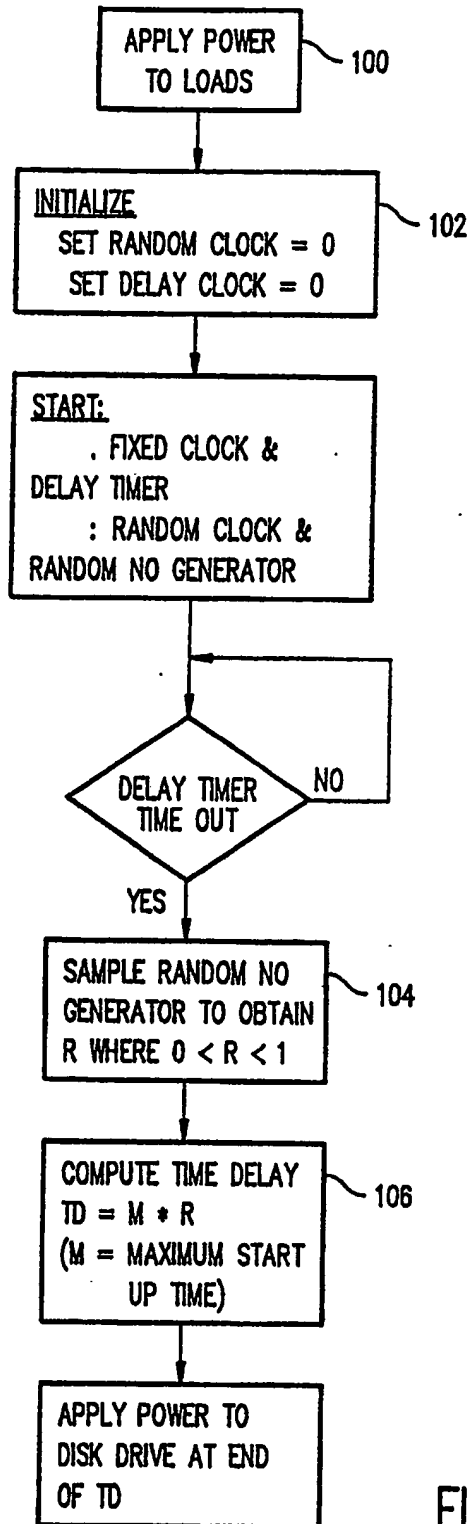 APPLY POWER
TO LOADS
100
INITIALIZE
SET RANDOM CLOCK = 0
SET DELAY CLOCK = 0
102
START:
. FIXED CLOCK &
DELAY TIMER
: RANDOM CLOCK &
RANDOM NO GENERATOR
DELAY TIMER
TIME OUT
NO
YES
SAMPLE RANDOM NO
GENERATOR TO OBTAIN
R WHERE 0 < R < 1
104
COMPUTE TIME DELAY
TD = M * R
(M = MAXIMUM START
UP TIME)
106
APPLY POWER TO
DISK DRIVE AT END
OF TD